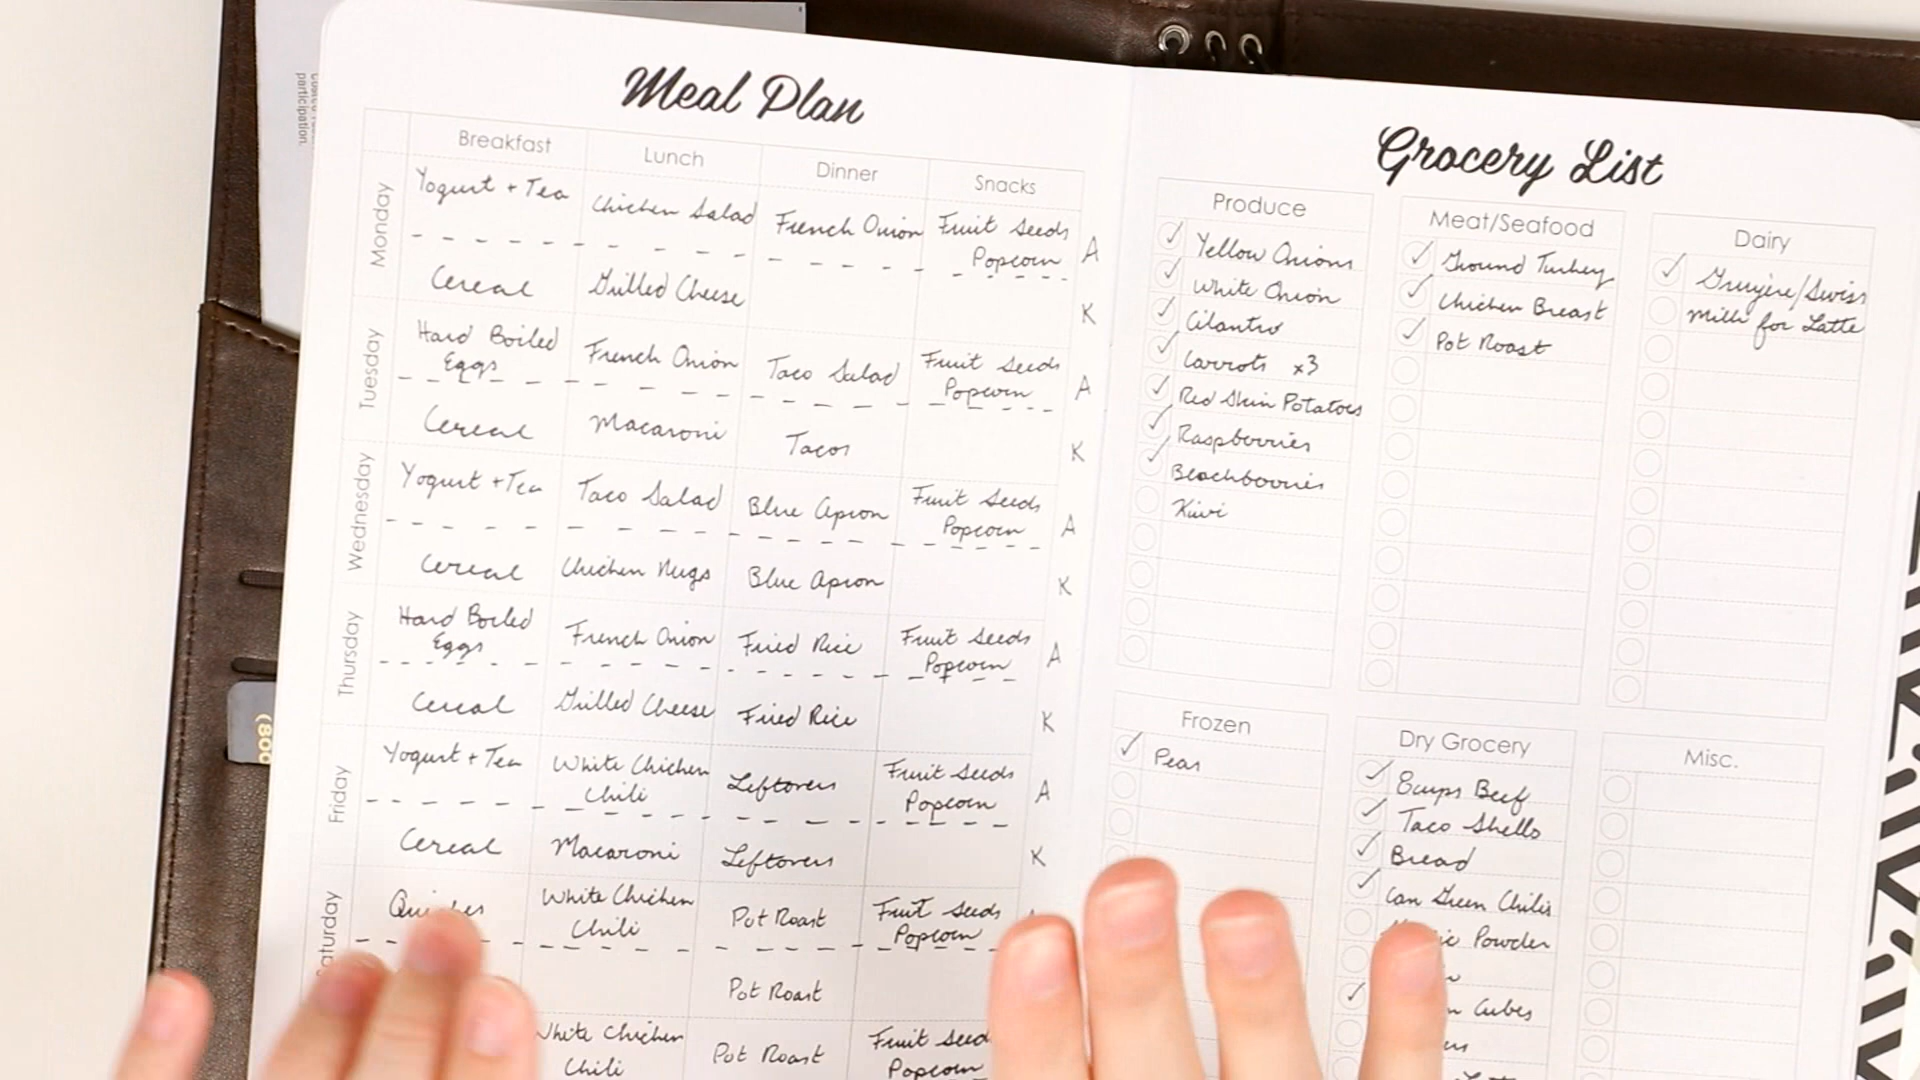 participation.
(800
Meal Plan
Breakfast Lunch Dinner Snacks
Monday
Yogurt + Tea
Chicken Salad
French Onion
Fruit Seeds
Popcorn
A
Cereal
Grilled Cheese
K
Tuesday
Hard Boiled
Eggs
French Onion
Taco Salad
Fruit Seeds
Popcorn
A
Cereal
Macaroni
Tacos
K
Wednesday
Yogurt + Tea
Taco Salad
Blue Apron
Fruit Seeds
Popcorn
A
Cereal
Chicken Nugs
Blue Apron
K
Thursday
Hard Boiled
Eggs
French Onion
Fried Rice
Fruit Seeds
Popcorn
A
Cereal
Grilled Cheese
Fried Rice
K
Friday
Yogurt + Tea
White Chicken
Chili
Leftovers
Fruit Seeds
Popcorn
A
Cereal
Macaroni
Leftovers
K
White Chicken
Chili
Pot Roast
Fruit Seeds
Popcorn
Pot Roast
White Chicken
Chili
Pot Roast
Fruit Seed
Popcorn
Grocery List
Produce
Yellow Onions
White Onion
Cilantro
Carrots x3
Red Skin Potatoes
Raspberries
Blackberries
Kiwi
Meat/Seafood
Ground Turkey
Chicken Breast
Pot Roast
Dairy
Gruyere/Swiss
Milk for Latte
Frozen
Peas
Dry Grocery
8cups Beef
Taco Shells
Bread
Can Green Chilis
Powder
Cubes
Misc.